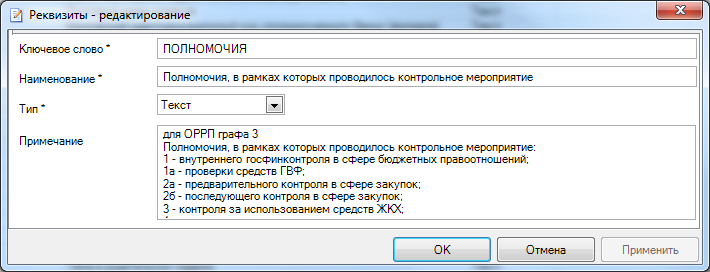 Реквизиты - редактирование
Ключевое слово * ПОЛНОМОЧИЯ
Наименование * Полномочия, в рамках которых проводилось контрольное мероприятие
Тип * Текст
Примечание
для ОРРП графа 3
Полномочия, в рамках которых проводилось контрольное мероприятие:
1 - внутреннего госфинконтроля в сфере бюджетных правоотношений;
1а - проверки средств ГВФ;
2а - предварительного контроля в сфере закупок;
2б - последующего контроля в сфере закупок;
3 - контроля за использованием средств ЖКХ;
OK Отмена Применить